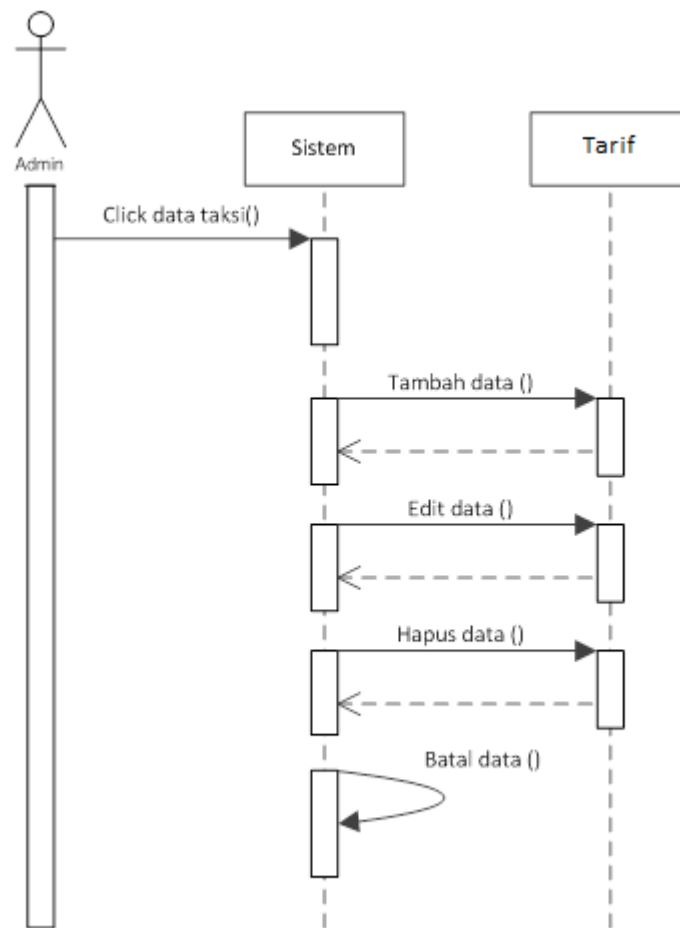 Admin
Sistem
Tarif
Click data taksi()
Tambah data ()
Edit data ()
Hapus data ()
Batal data ()